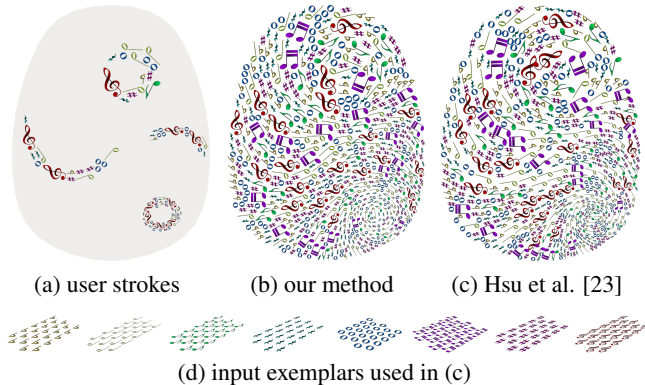 (a) user strokes
(b) our method
(c) Hsu et al. [23]
(d) input exemplars used in (c)